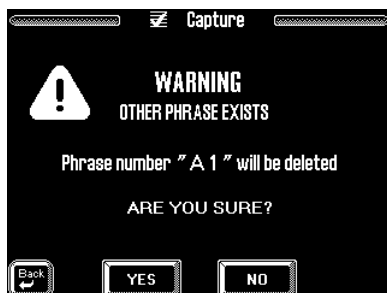 Capture
WARNING
OTHER PHRASE EXISTS
Phrase number "A 1" will be deleted
ARE YOU SURE?
Back
YES NO